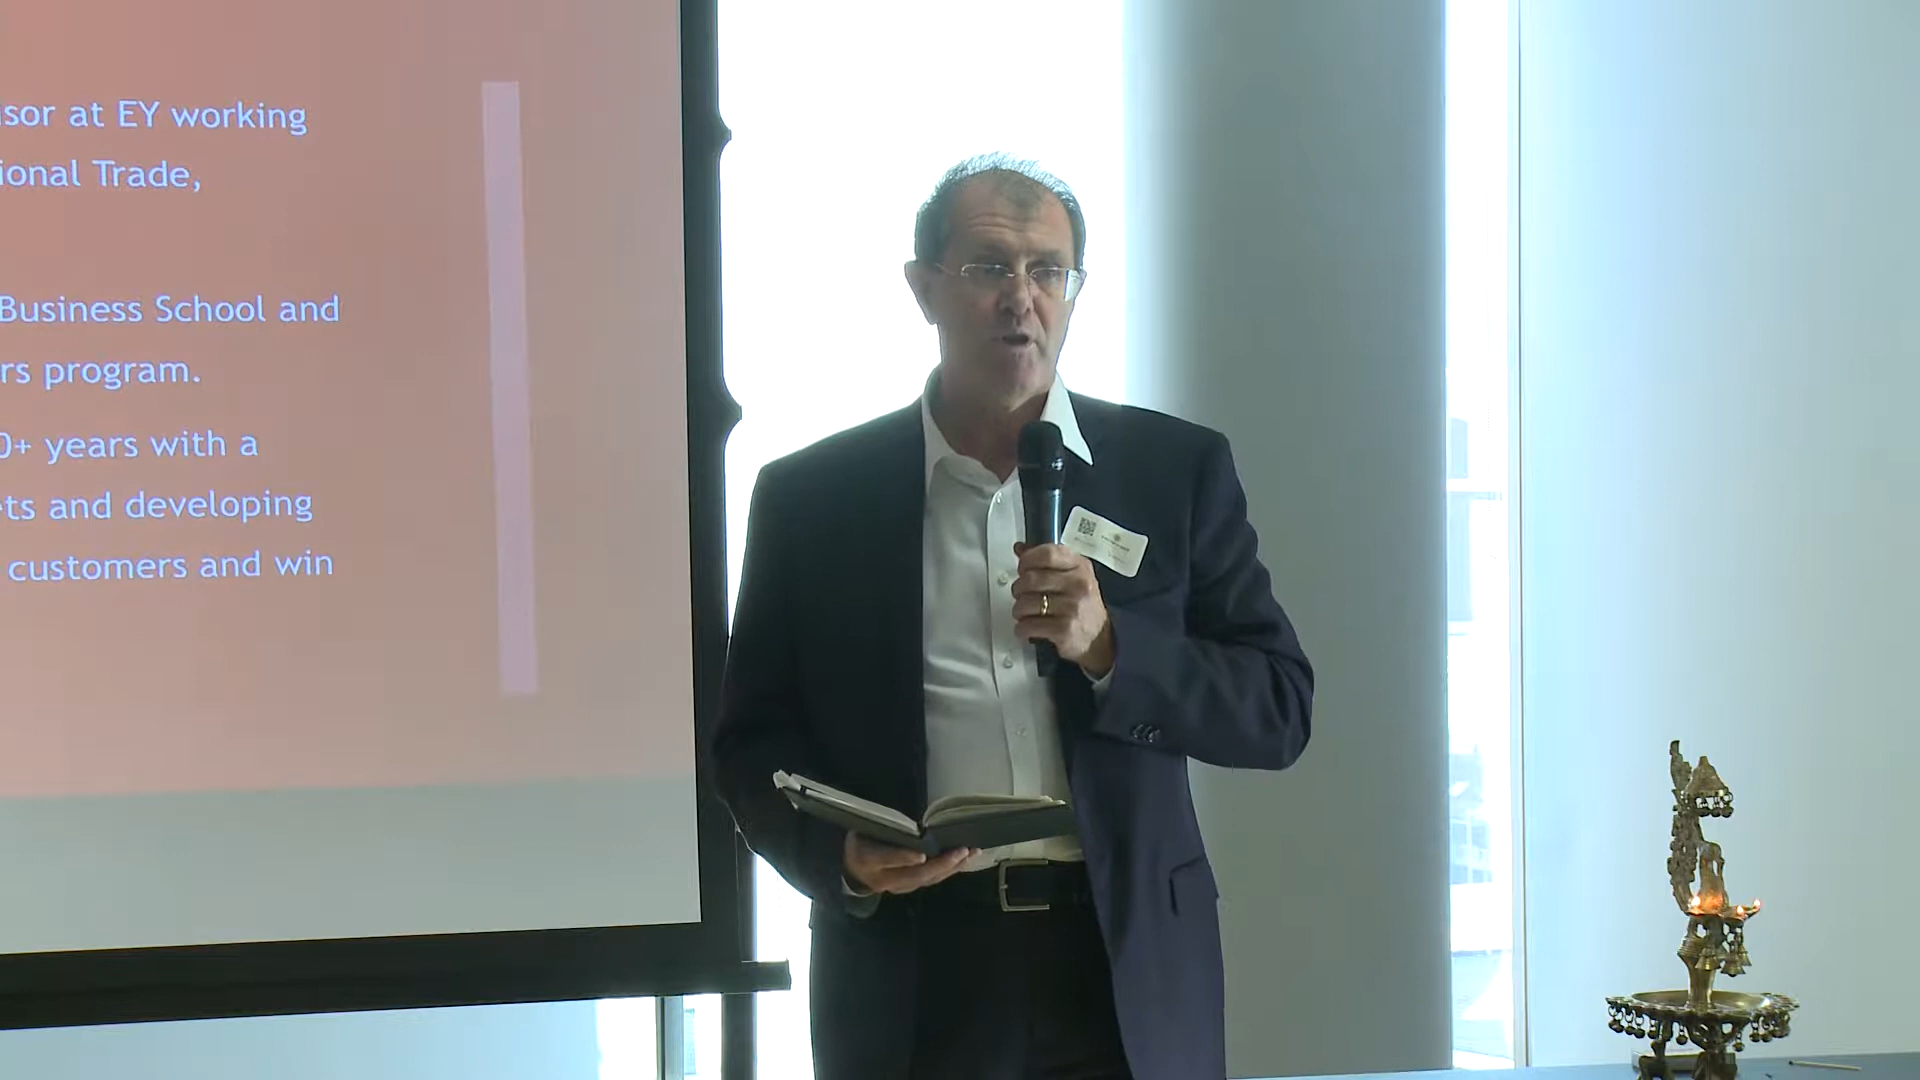 isor at EY working
ional Trade,
Business School and
rs program.
0+ years with a
ts and developing
customers and win